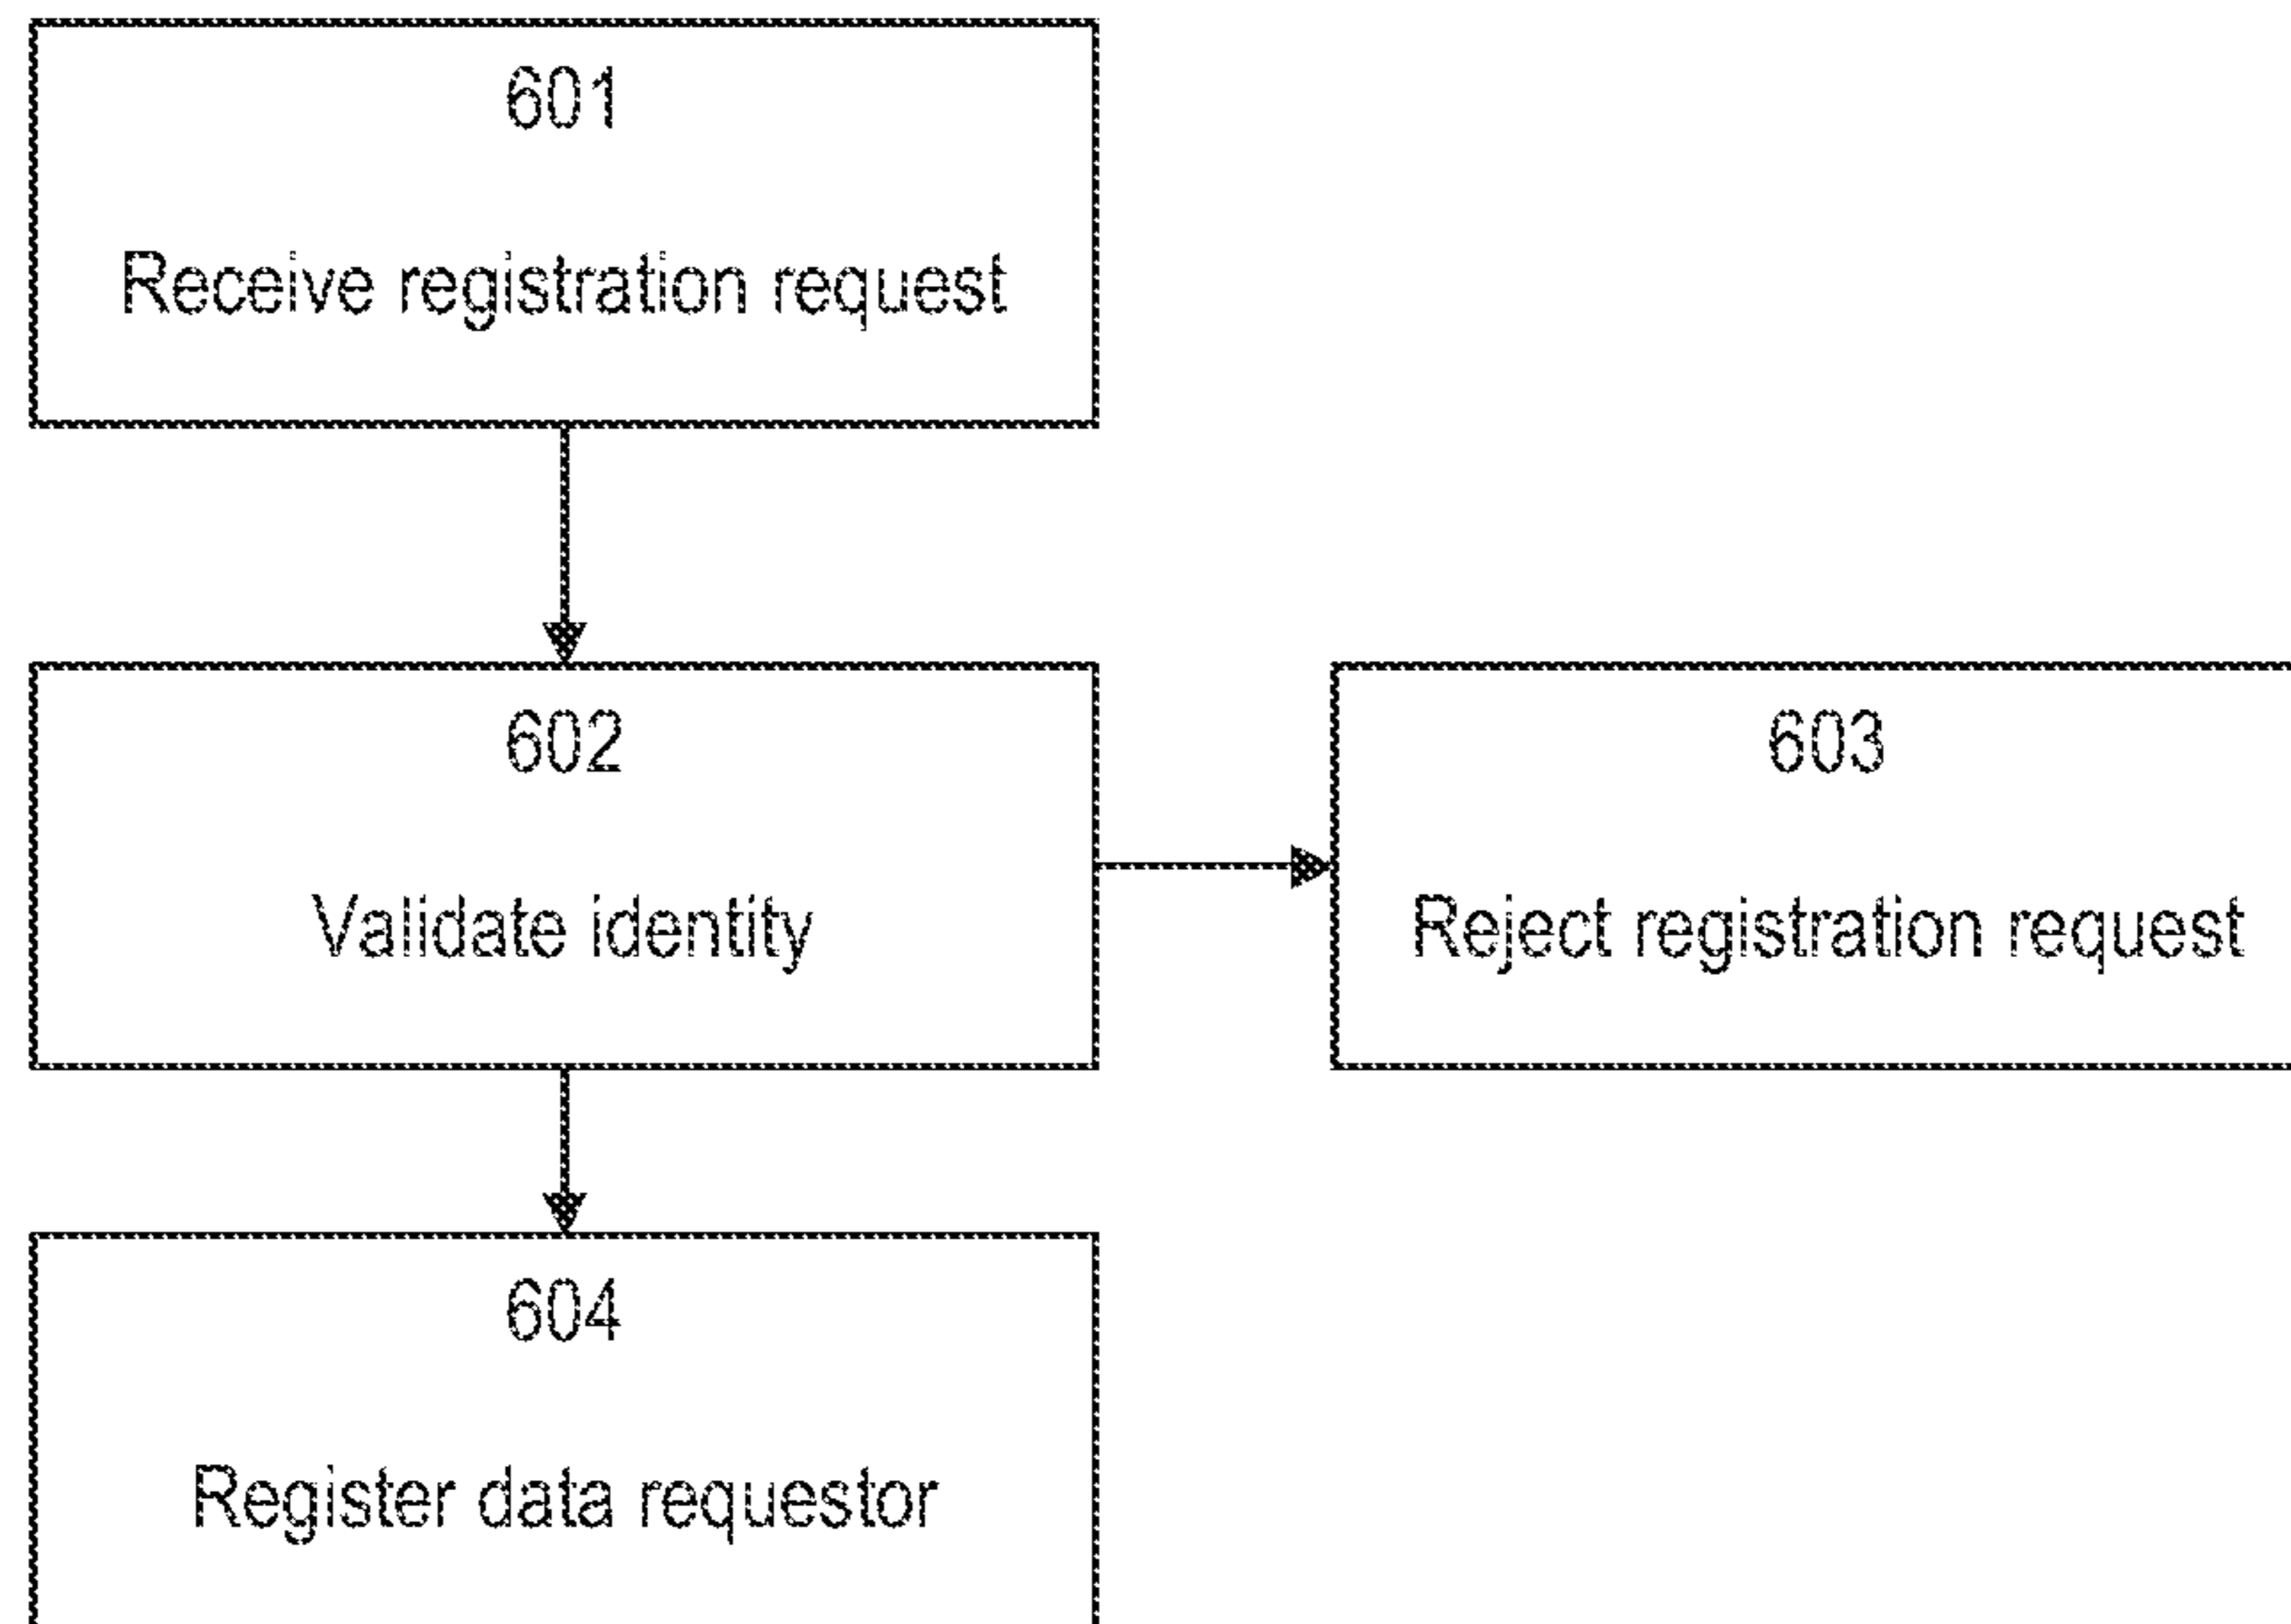 601
Receive registration request
602
Validate identity
603
Reject registration request
604
Register data requestor